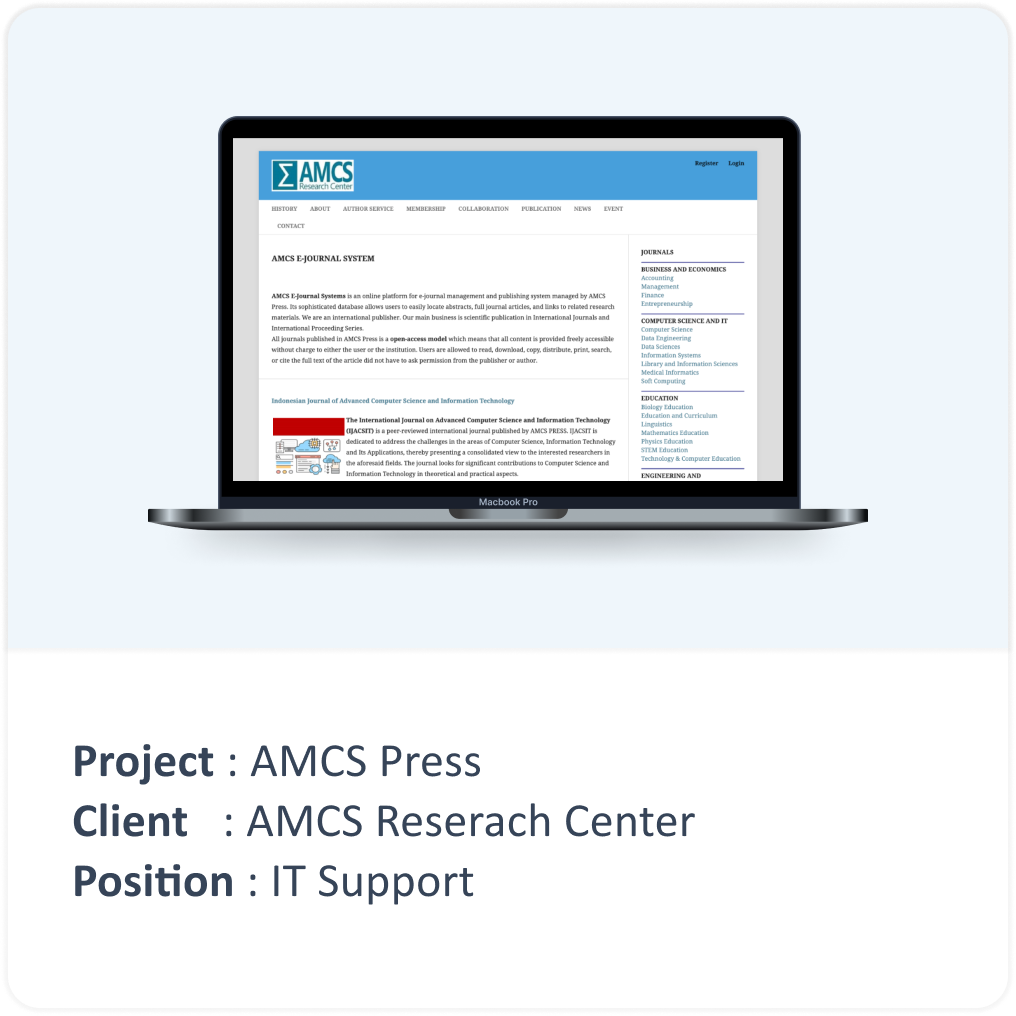 AMCS
Research Center
Register Login
HISTORY ABOUT AUTHOR SERVICE MEMBERSHIP COLLABORATION PUBLICATION NEWS EVENT
CONTACT
AMCS E-JOURNAL SYSTEM
AMCS E-Journal Systems is an online platform for e-journal management and publishing system managed by AMCS
Press. Its sophisticated database allows users to easily locate abstracts, full journal articles, and links to related research
materials. We are an international publisher. Our main business is scientific publication in International Journals and
International Proceeding Series.
All journals published in AMCS Press is a open-access model which means that all content is provided freely accessible
without charge to either the user or the institution. Users are allowed to read, download, copy, distribute, print, search,
or cite the full text of the article did not have to ask permission from the publisher or author.
Indonesian Journal of Advanced Computer Science and Information Technology
The International Journal on Advanced Computer Science and Information Technology
(IJACSIT) is a peer-reviewed international journal published by AMCS PRESS. IJACSIT is
dedicated to address the challenges in the areas of Computer Science, Information Technology
and Its Applications, thereby presenting a consolidated view to the interested researchers in
the aforesaid fields. The journal looks for significant contributions to Computer Science and
Information Technology in theoretical and practical aspects.
JOURNALS
BUSINESS AND ECONOMICS
Accounting
Management
Finance
Entrepreneurship
COMPUTER SCIENCE AND IT
Computer Science
Data Engineering
Data Sciences
Information Systems
Library and Information Sciences
Medical Informatics
Soft Computing
EDUCATION
Biology Education
Education and Curriculum
Linguistics
Mathematics Education
Physics Education
STEM Education
Technology & Computer Education
ENGINEERING AND
Macbook Pro
Project : AMCS Press
Client : AMCS Reserach Center
Position : IT Support